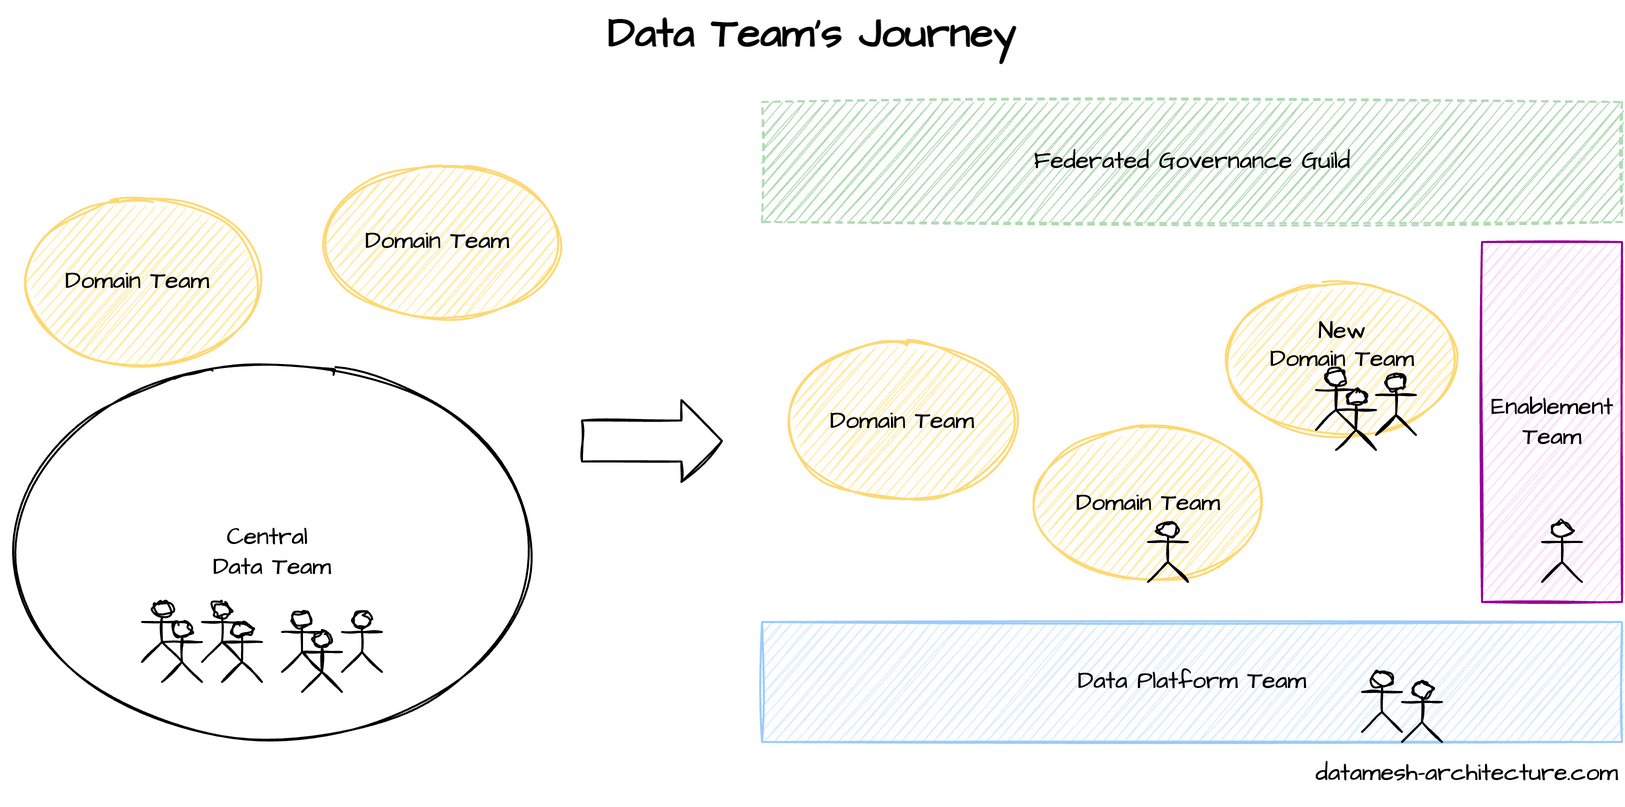 Data Team's Journey
Domain Team
Domain Team
Central
Data Team
Federated Governance Guild
Domain Team
Domain Team
New
Domain Team
Enablement
Team
Data Platform Team
datamesh-architecture.com